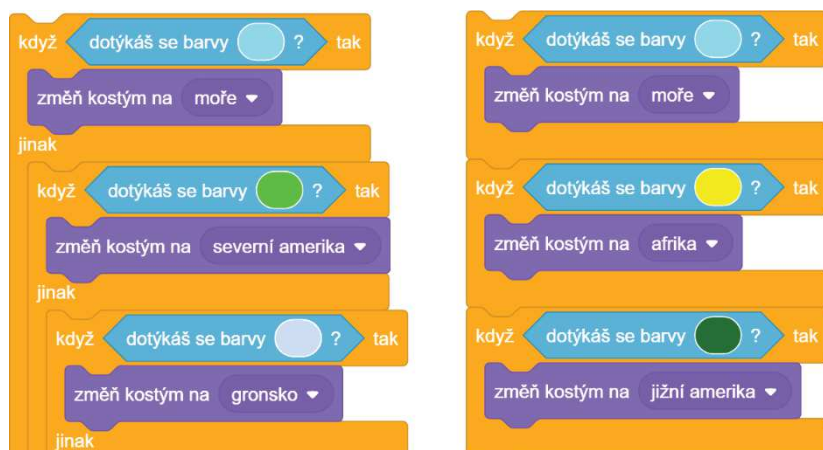 když dotýkáš se barvy ? tak
změň kostým na moře
jinak
když dotýkáš se barvy ? tak
změň kostým na severní amerika
jinak
když dotýkáš se barvy ? tak
změň kostým na gronsko
jinak
když dotýkáš se barvy ? tak
změň kostým na moře
když dotýkáš se barvy ? tak
změň kostým na afrika
když dotýkáš se barvy ? tak
změň kostým na jižní amerika